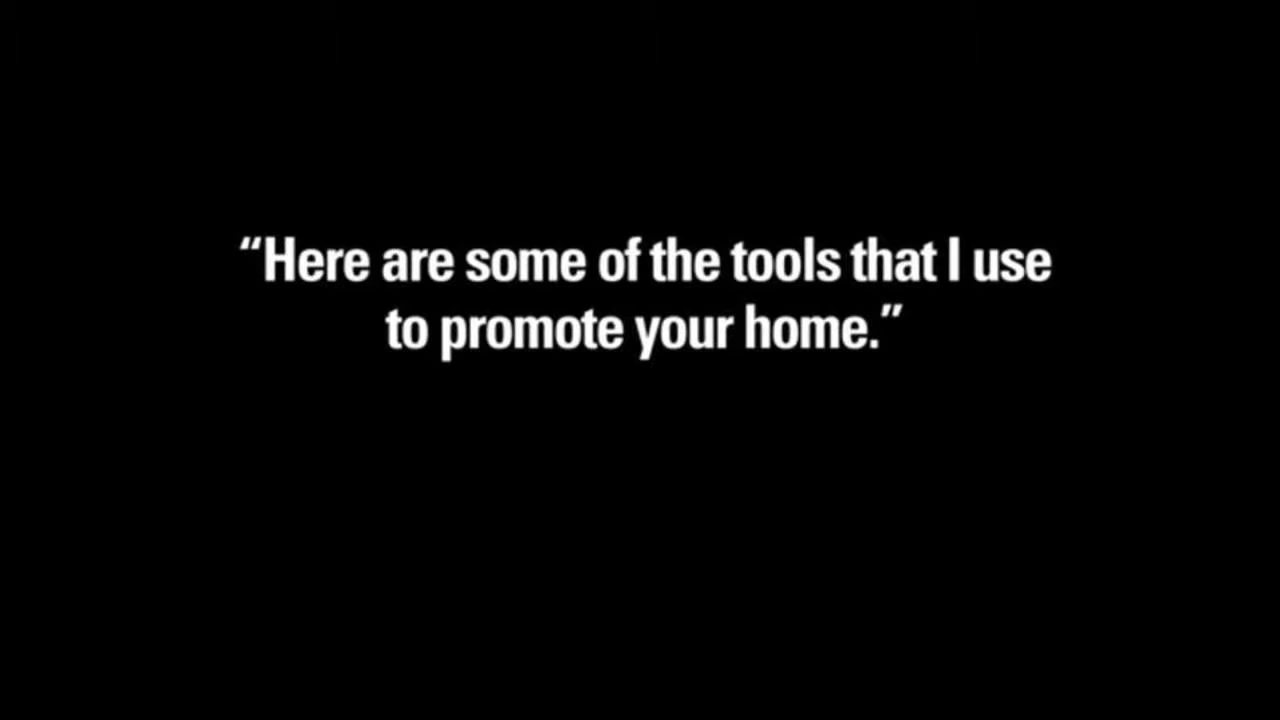 “Here are some of the tools that I use
to promote your home.”